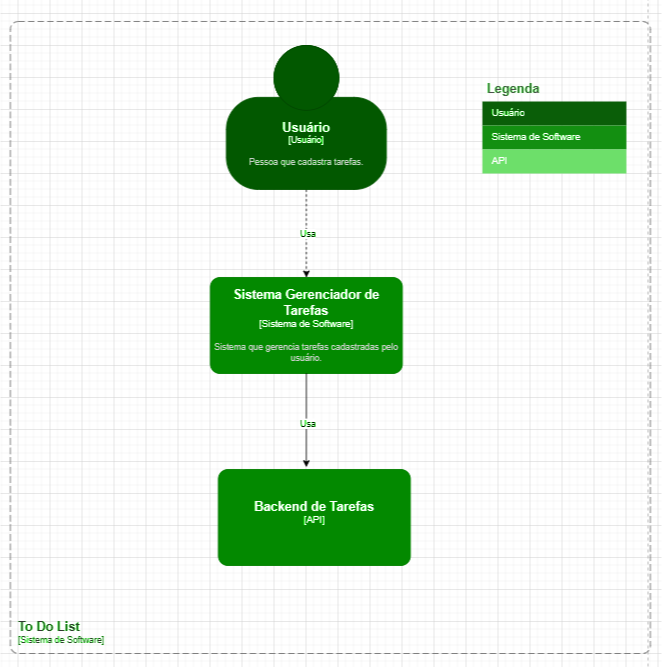 Usuário
[Usuário]
Pessoa que cadastra tarefas.
Legenda
Usuário
Sistema de Software
API
Usa
Sistema Gerenciador de
Tarefas
[Sistema de Software]
Sistema que gerencia tarefas cadastradas pelo
usuário.
Usa
Backend de Tarefas
[API]
To Do List
[Sistema de Software]